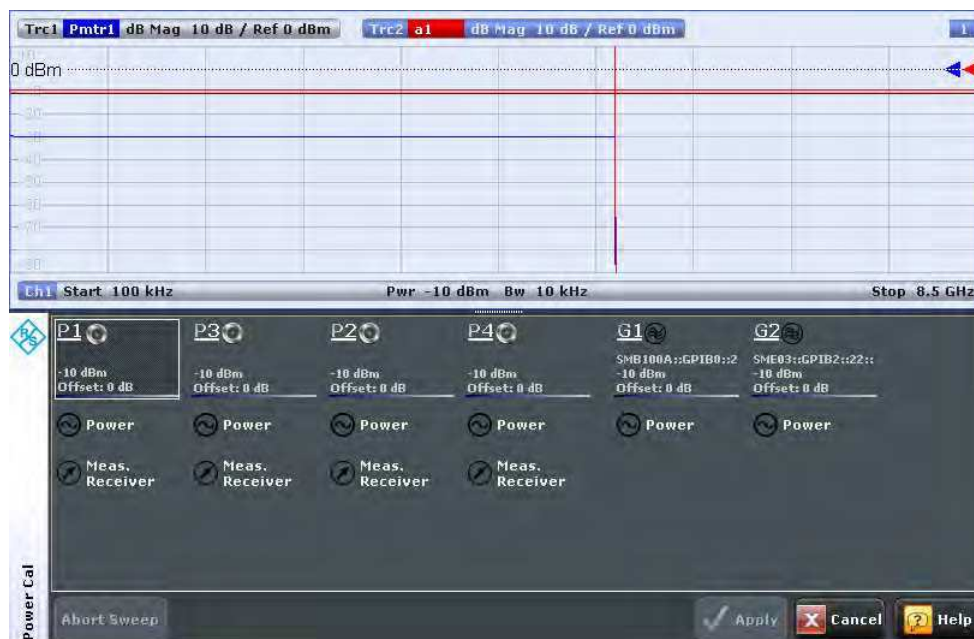 Trc1 Pmtr1 dB Mag 10 dB / Ref 0 dBm Trc2 a1 dB Mag 10 dB / Ref 0 dBm 1
0 dBm
Ch1 Start 100 kHz Pwr -10 dBm Bw 10 kHz Stop 8.5 GHz
P1 P3 P2 P4 G1 G2
SMB100A::GPIB0::2 SME03::GPIB2::22::
-10 dBm -10 dBm -10 dBm -10 dBm -10 dBm -10 dBm
Offset: 0 dB Offset: 0 dB Offset: 0 dB Offset: 0 dB Offset: 0 dB Offset: 0 dB
Power Power Power Power Power Power
Meas. Receiver Meas. Receiver Meas. Receiver Meas. Receiver
Power Cal
Abort Sweep Apply Cancel Help